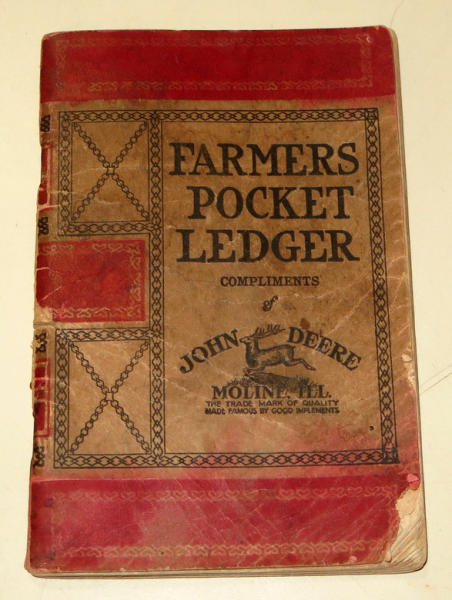 FARMERS
POCKET
LEDGER
COMPLIMENTS
of
JOHN DEERE
MOLINE, ILL.
THE TRADE MARK OF QUALITY
MADE FAMOUS BY GOOD IMPLEMENTS